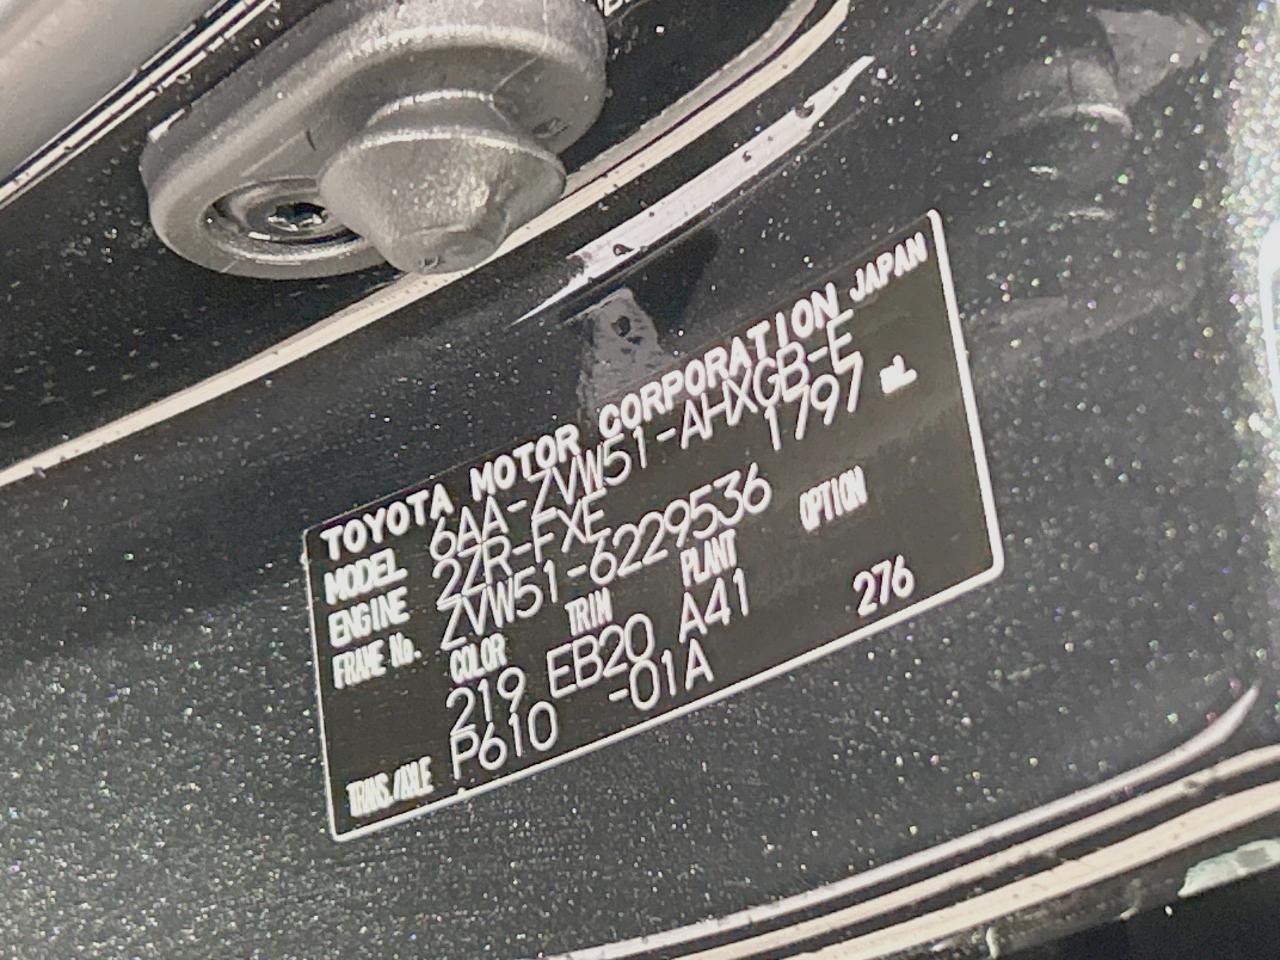 TOYOTA MOTOR CORPORATION JAPAN
MODEL 6AA-ZVW51-AHXGB-E
ENGINE 2ZR-FXE 1797 mL
FRAME No. ZVW51-6229536
COLOR TRIM PLANT OPTION
219 EB20 A41 276
TRANS./AXLE P610 -01A